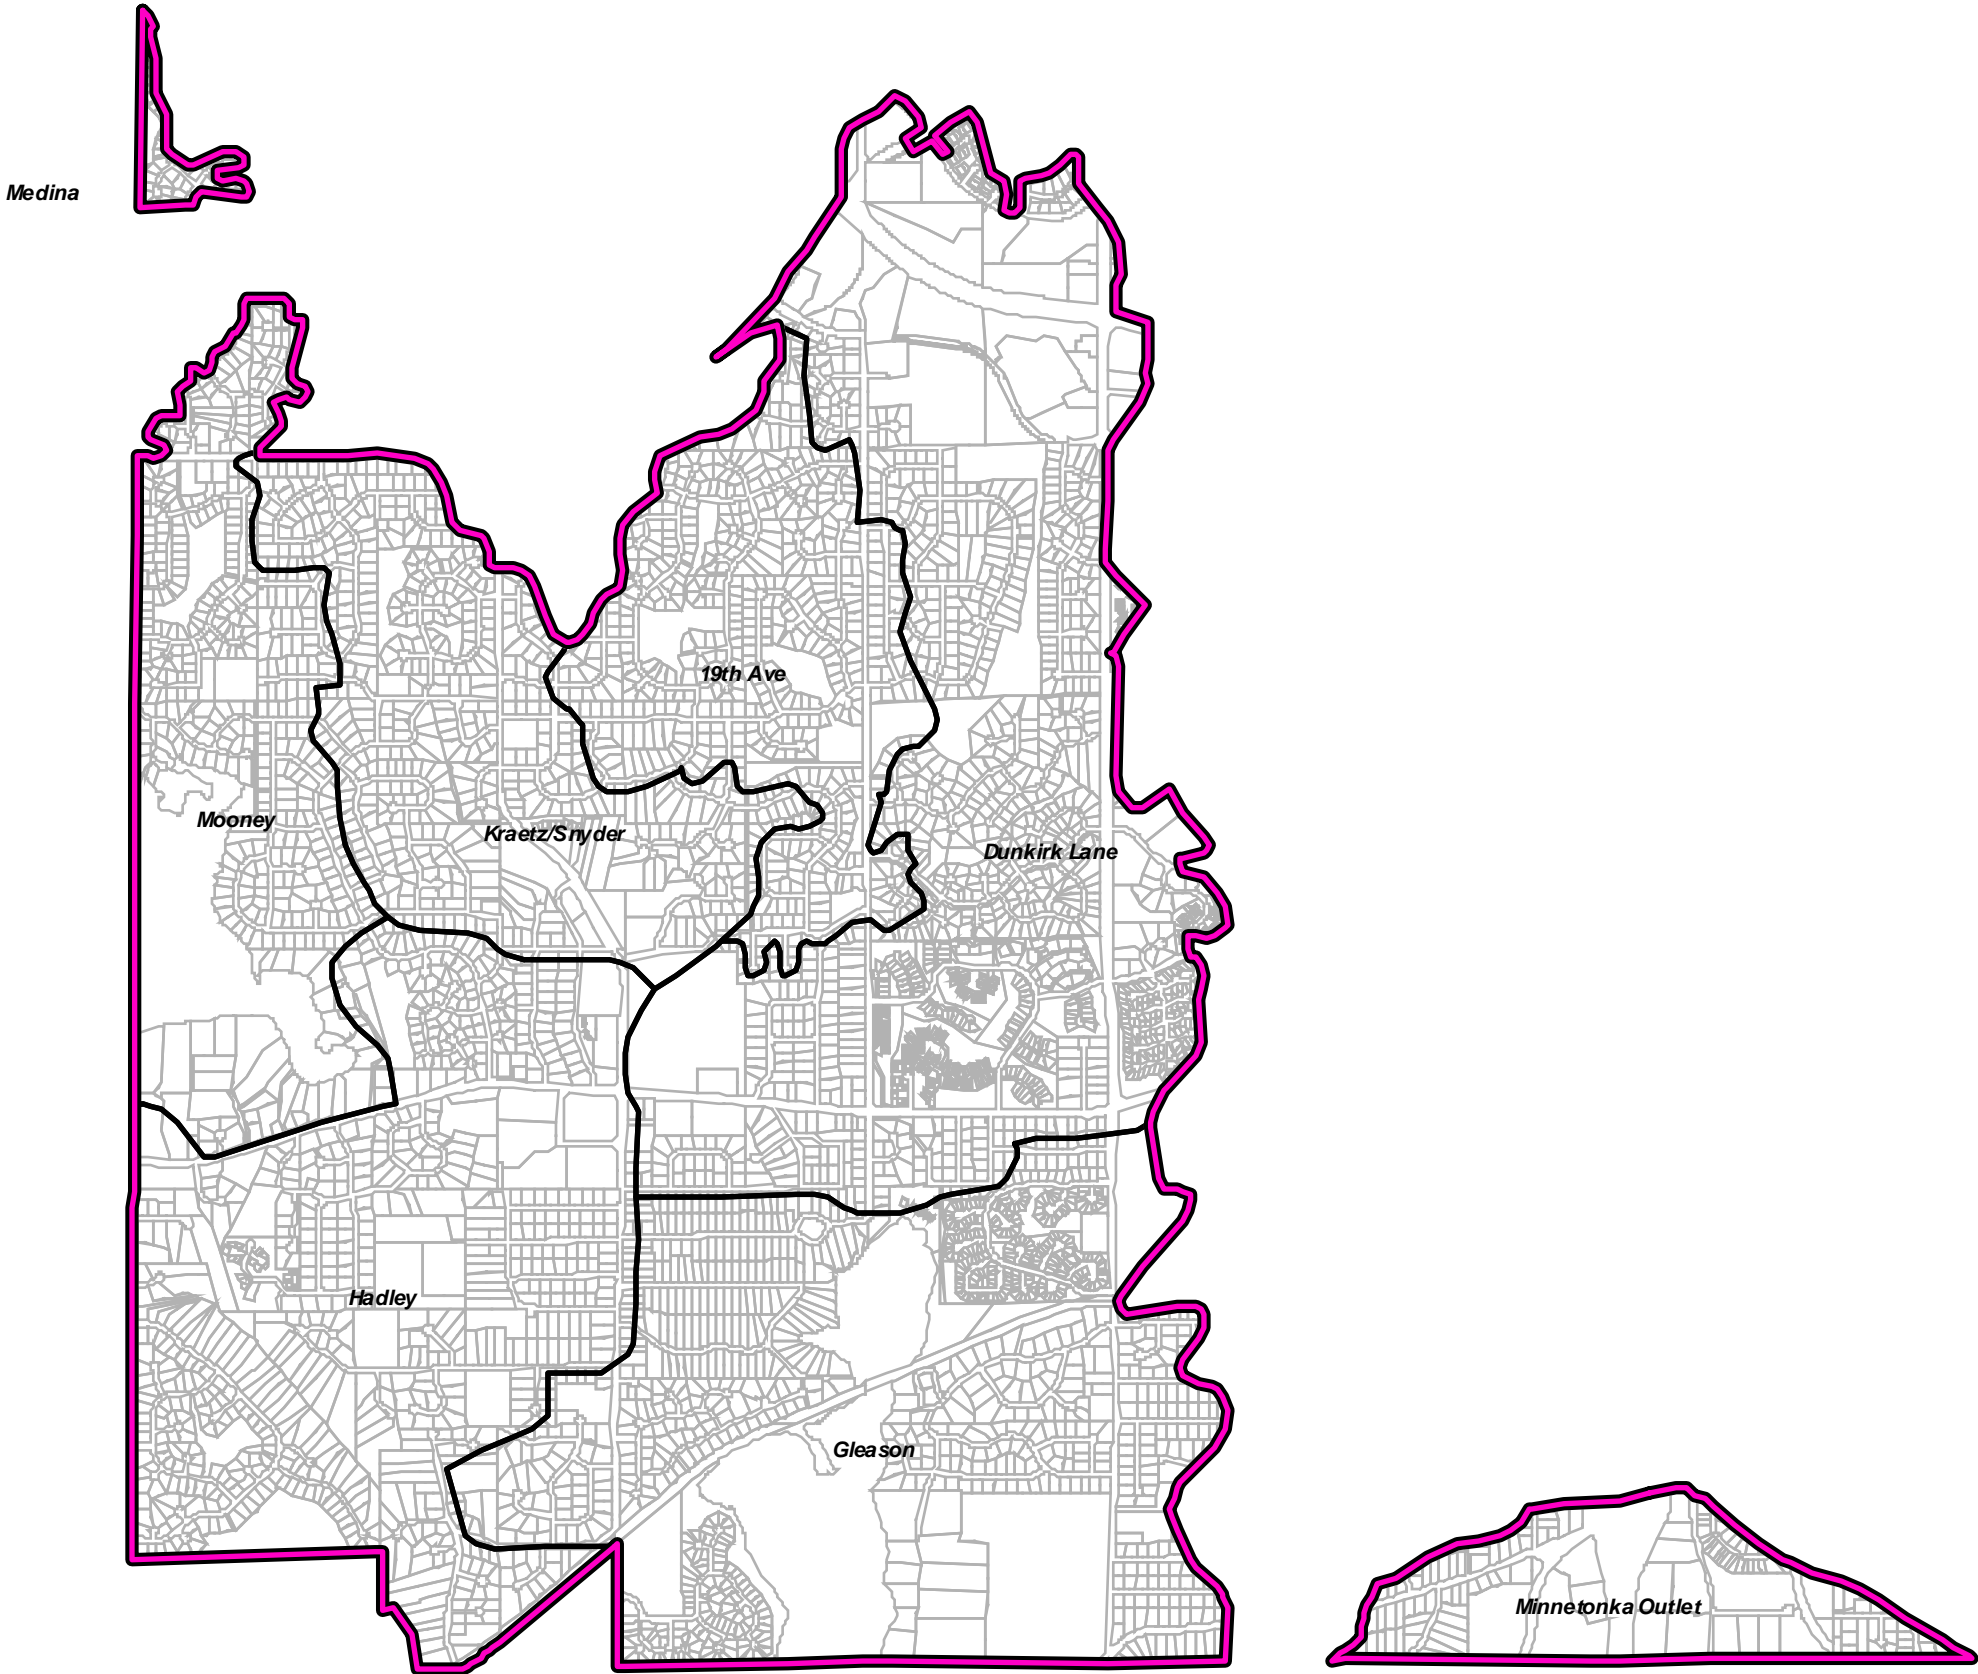 Medina
19th Ave
Mooney
Kraetz/Snyder
Dunkirk Lane
Hadley
Gleason
Minnetonka Outlet